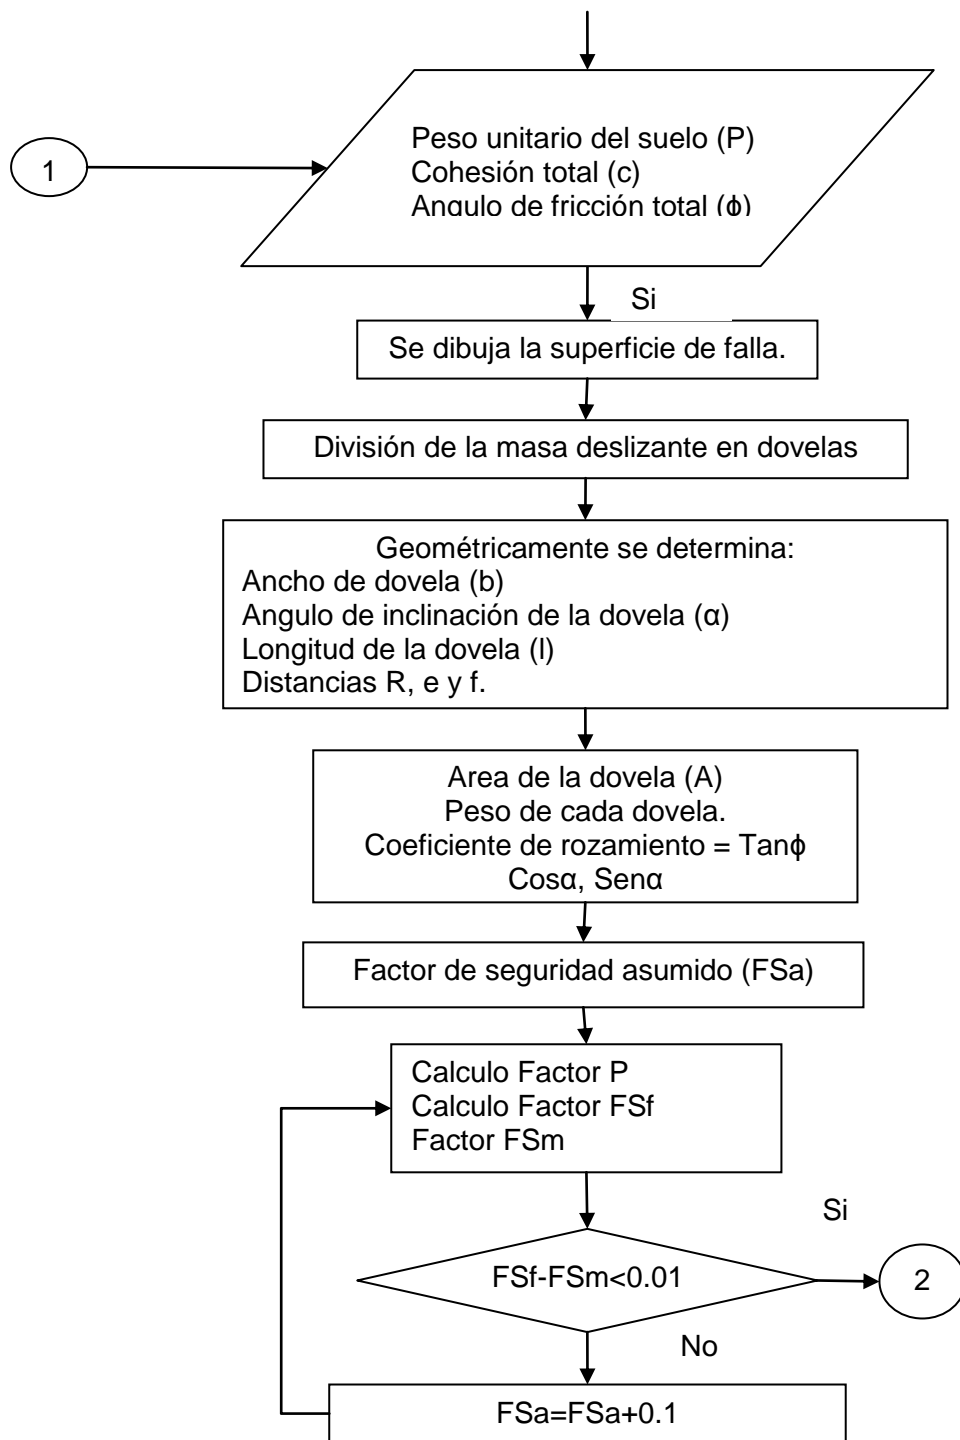 1
Peso unitario del suelo (P)
Cohesión total (c)
Angulo de fricción total (ϕ)
Si
Se dibuja la superficie de falla.
División de la masa deslizante en dovelas
Geométricamente se determina:
Ancho de dovela (b)
Angulo de inclinación de la dovela (α)
Longitud de la dovela (l)
Distancias R, e y f.
Area de la dovela (A)
Peso de cada dovela.
Coeficiente de rozamiento = Tanϕ
Cosα, Senα
Factor de seguridad asumido (FSa)
Calculo Factor P
Calculo Factor FSf
Factor FSm
Si
FSf-FSm<0.01
2
No
FSa=FSa+0.1